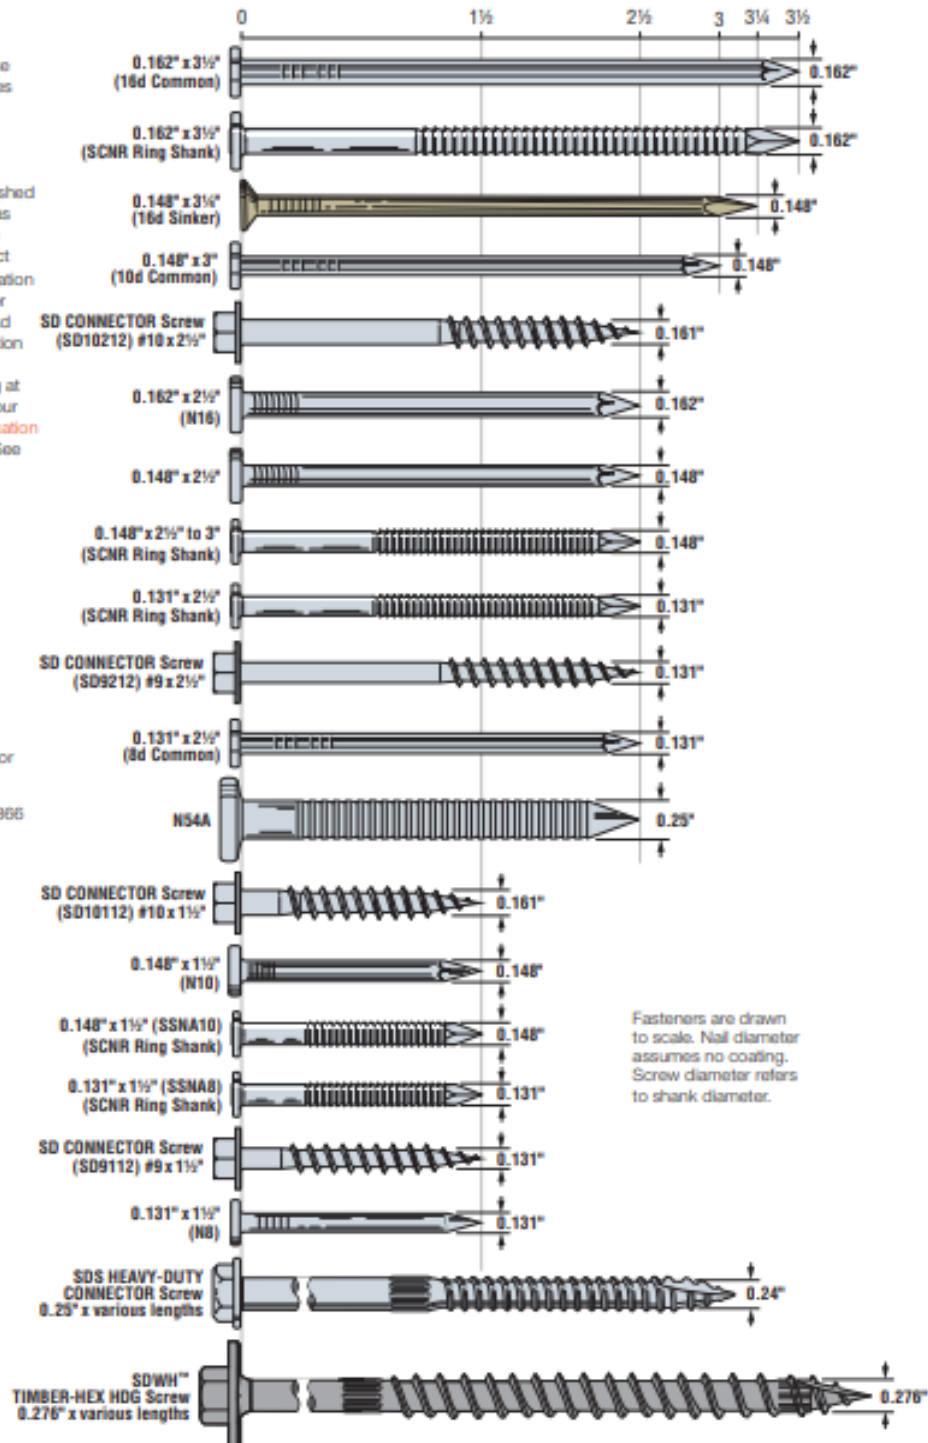 0 1½ 2½ 3 3¼ 3½
0.162" x 3½"
(16d Common)
0.162"
0.162" x 3½"
(SCNR Ring Shank)
0.162"
0.148" x 3¼"
(16d Sinker)
0.148"
0.148" x 3"
(10d Common)
0.148"
SD CONNECTOR Screw
(SD10212) #10 x 2½"
0.161"
0.162" x 2½"
(N16)
0.162"
0.148" x 2½"
0.148"
0.148" x 2½" to 3"
(SCNR Ring Shank)
0.148"
0.131" x 2½"
(SCNR Ring Shank)
0.131"
SD CONNECTOR Screw
(SD9212) #9 x 2½"
0.131"
0.131" x 2½"
(8d Common)
0.131"
N54A
0.25"
SD CONNECTOR Screw
(SD10112) #10 x 1½"
0.161"
0.148" x 1½"
(N10)
0.148"
0.148" x 1½" (SSNA10)
(SCNR Ring Shank)
0.148"
0.131" x 1½" (SSNA8)
(SCNR Ring Shank)
0.131"
SD CONNECTOR Screw
(SD9112) #9 x 1½"
0.131"
0.131" x 1½"
(N8)
0.131"
Fasteners are drawn
to scale. Nail diameter
assumes no coating.
Screw diameter refers
to shank diameter.
SDS HEAVY-DUTY
CONNECTOR Screw
0.25" x various lengths
0.24"
SDWH™
TIMBER-HEX HDG Screw
0.276" x various lengths
0.276"